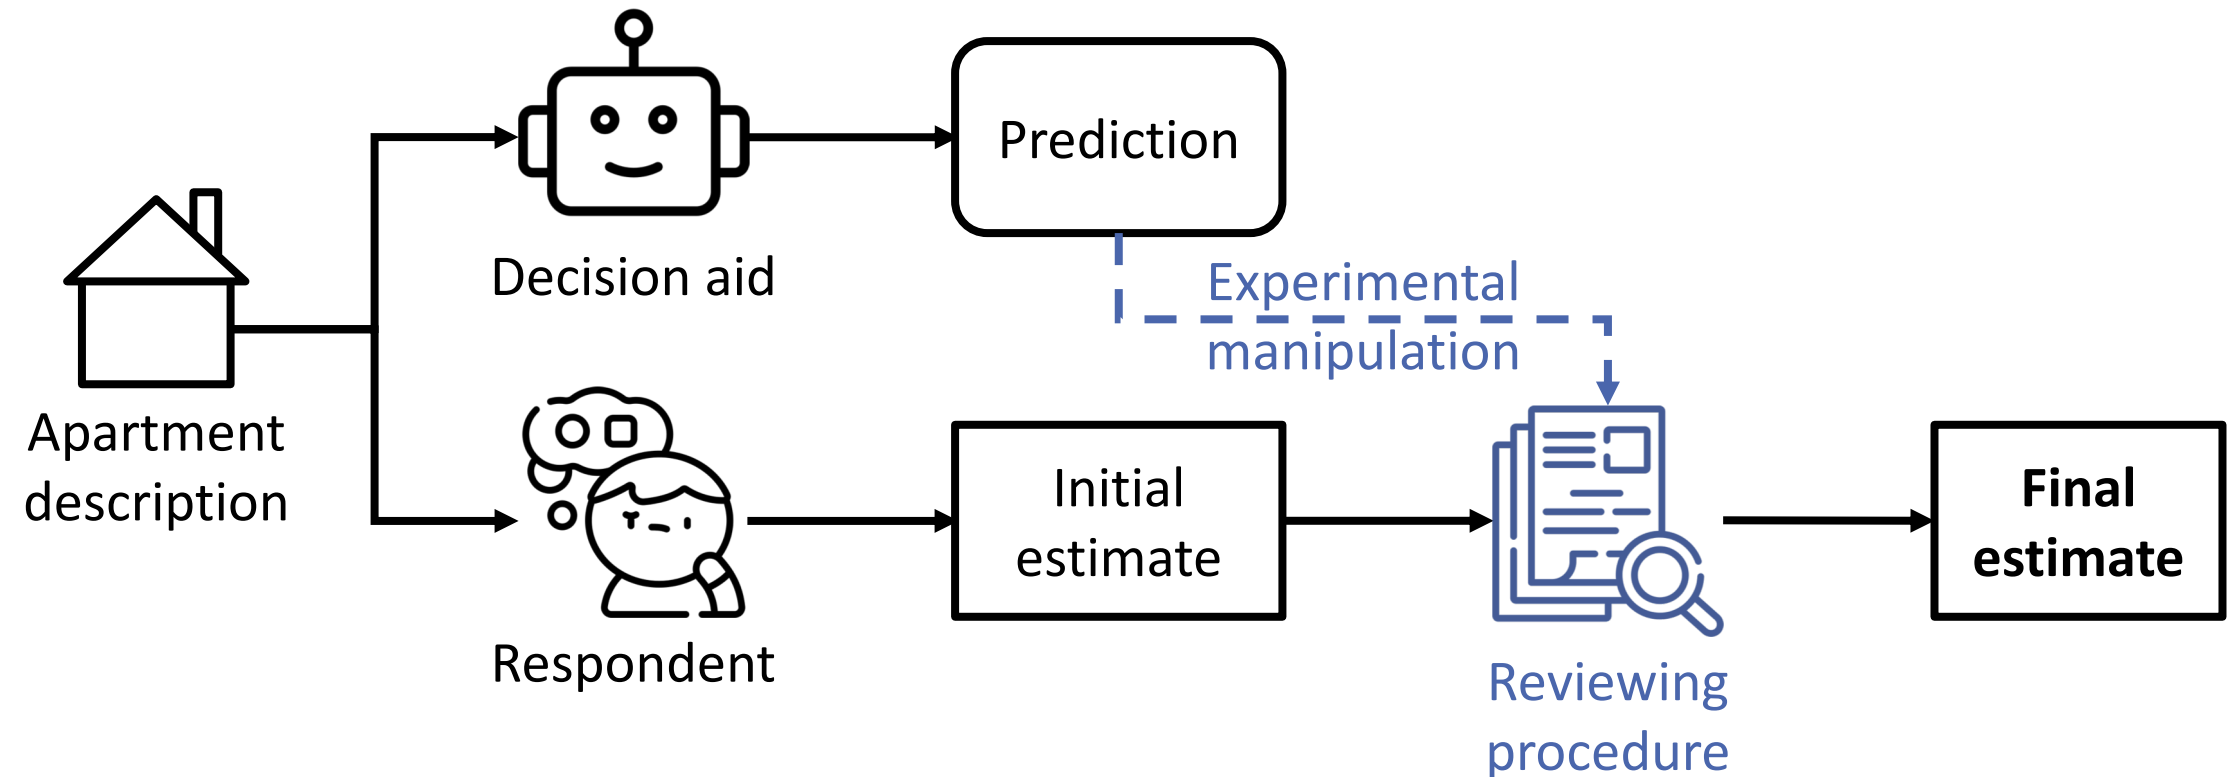 Prediction
Decision aid
Experimental
manipulation
Apartment
description
Initial
estimate
Final
estimate
Respondent
Reviewing
procedure